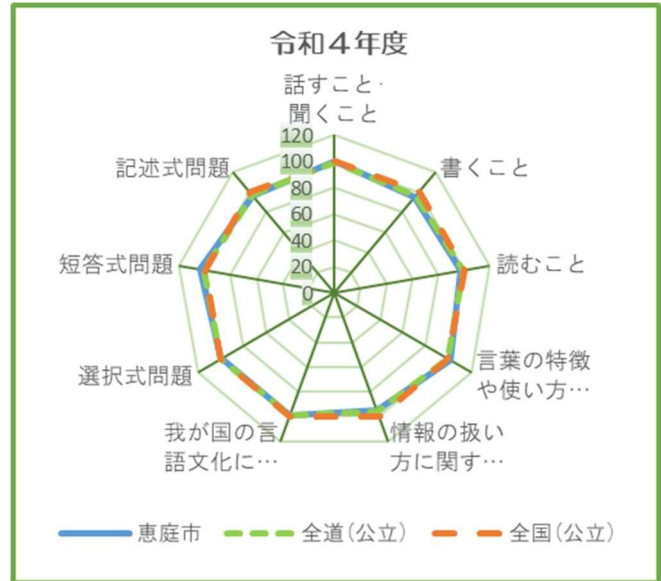 令和４年度
話すこと・
聞くこと
書くこと
読むこと
言葉の特徴
や使い方…
情報の扱い
方に関す…
我が国の言
語文化に…
選択式問題
短答式問題
記述式問題
120
100
80
60
40
20
0
恵庭市
全道（公立）
全国（公立）